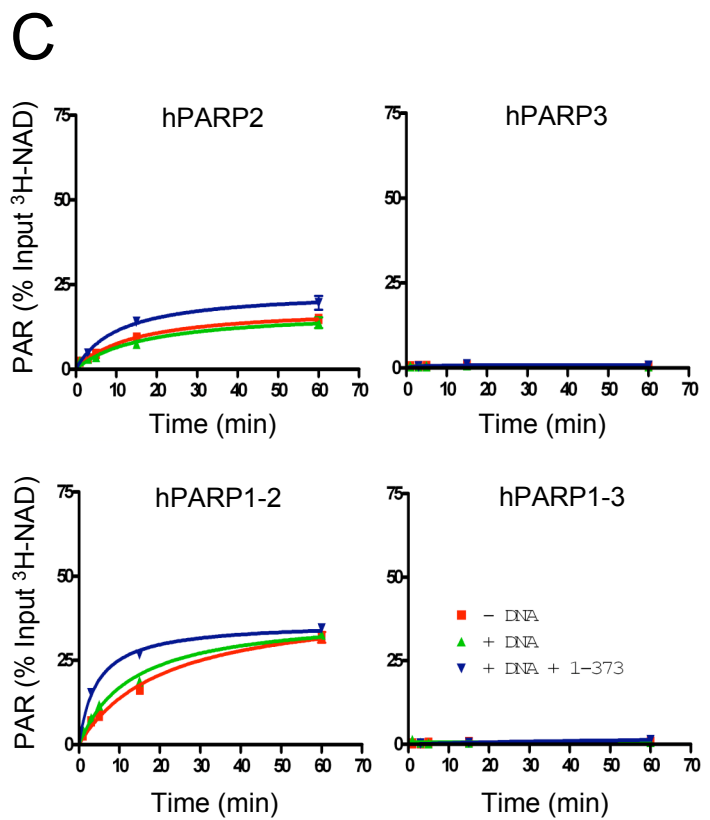 C
hPARP2
hPARP3
PAR (% Input ³H-NAD)
75
50
25
0
0 10 20 30 40 50 60 70
Time (min)
75
50
25
0
0 10 20 30 40 50 60 70
Time (min)
hPARP1-2
hPARP1-3
PAR (% Input ³H-NAD)
75
50
25
0
0 10 20 30 40 50 60 70
Time (min)
75
50
25
0
- DNA
+ DNA
+ DNA + 1-373
0 10 20 30 40 50 60 70
Time (min)